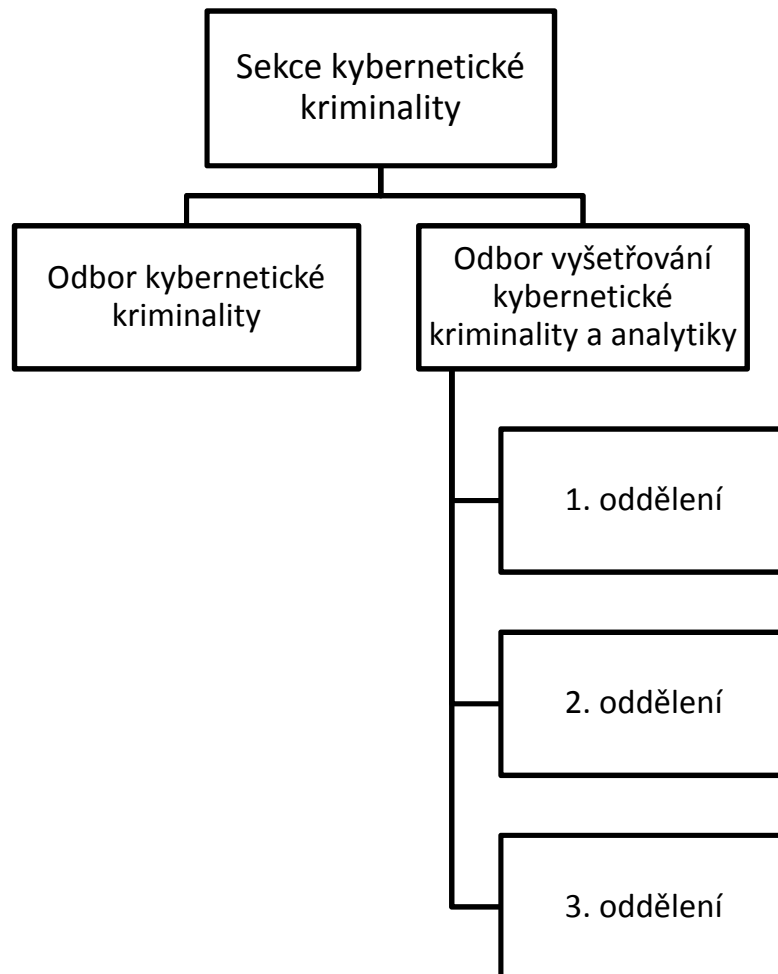 Sekce kybernetické
kriminality
Odbor kybernetické
kriminality
Odbor vyšetřování
kybernetické
kriminality a analytiky
1. oddělení
2. oddělení
3. oddělení